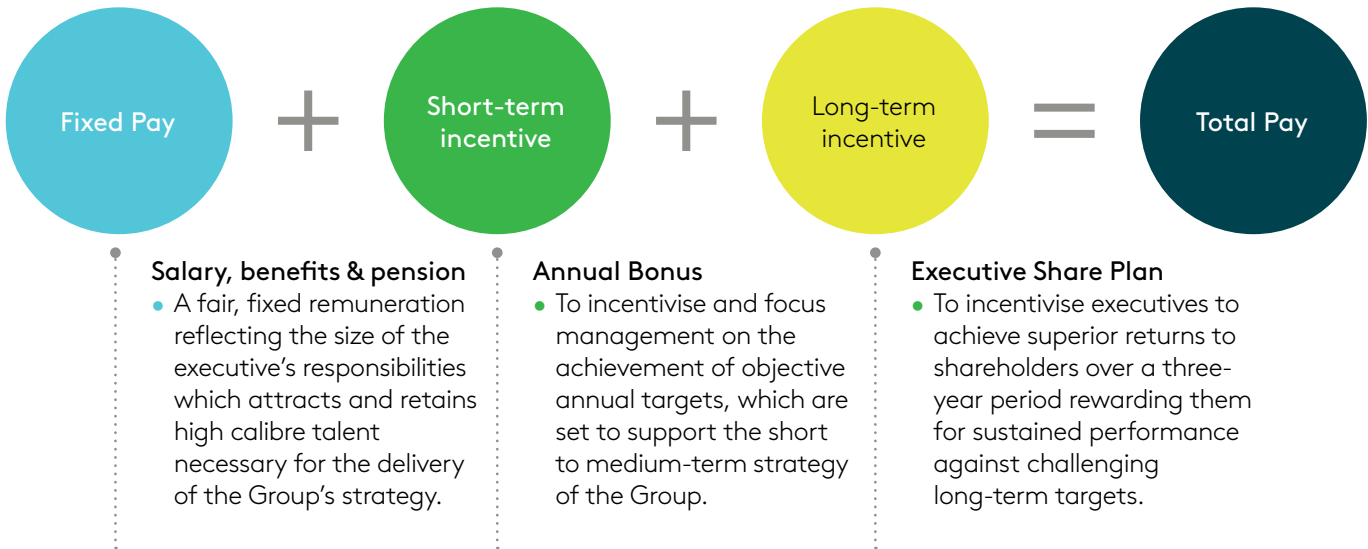 Fixed Pay
+
Short-term
incentive
+
Long-term
incentive
=
Total Pay
Salary, benefits & pension
• A fair, fixed remuneration
reflecting the size of the
executive’s responsibilities
which attracts and retains
high calibre talent
necessary for the delivery
of the Group’s strategy.
Annual Bonus
• To incentivise and focus
management on the
achievement of objective
annual targets, which are
set to support the short
to medium-term strategy
of the Group.
Executive Share Plan
• To incentivise executives to
achieve superior returns to
shareholders over a three-
year period rewarding them
for sustained performance
against challenging
long-term targets.